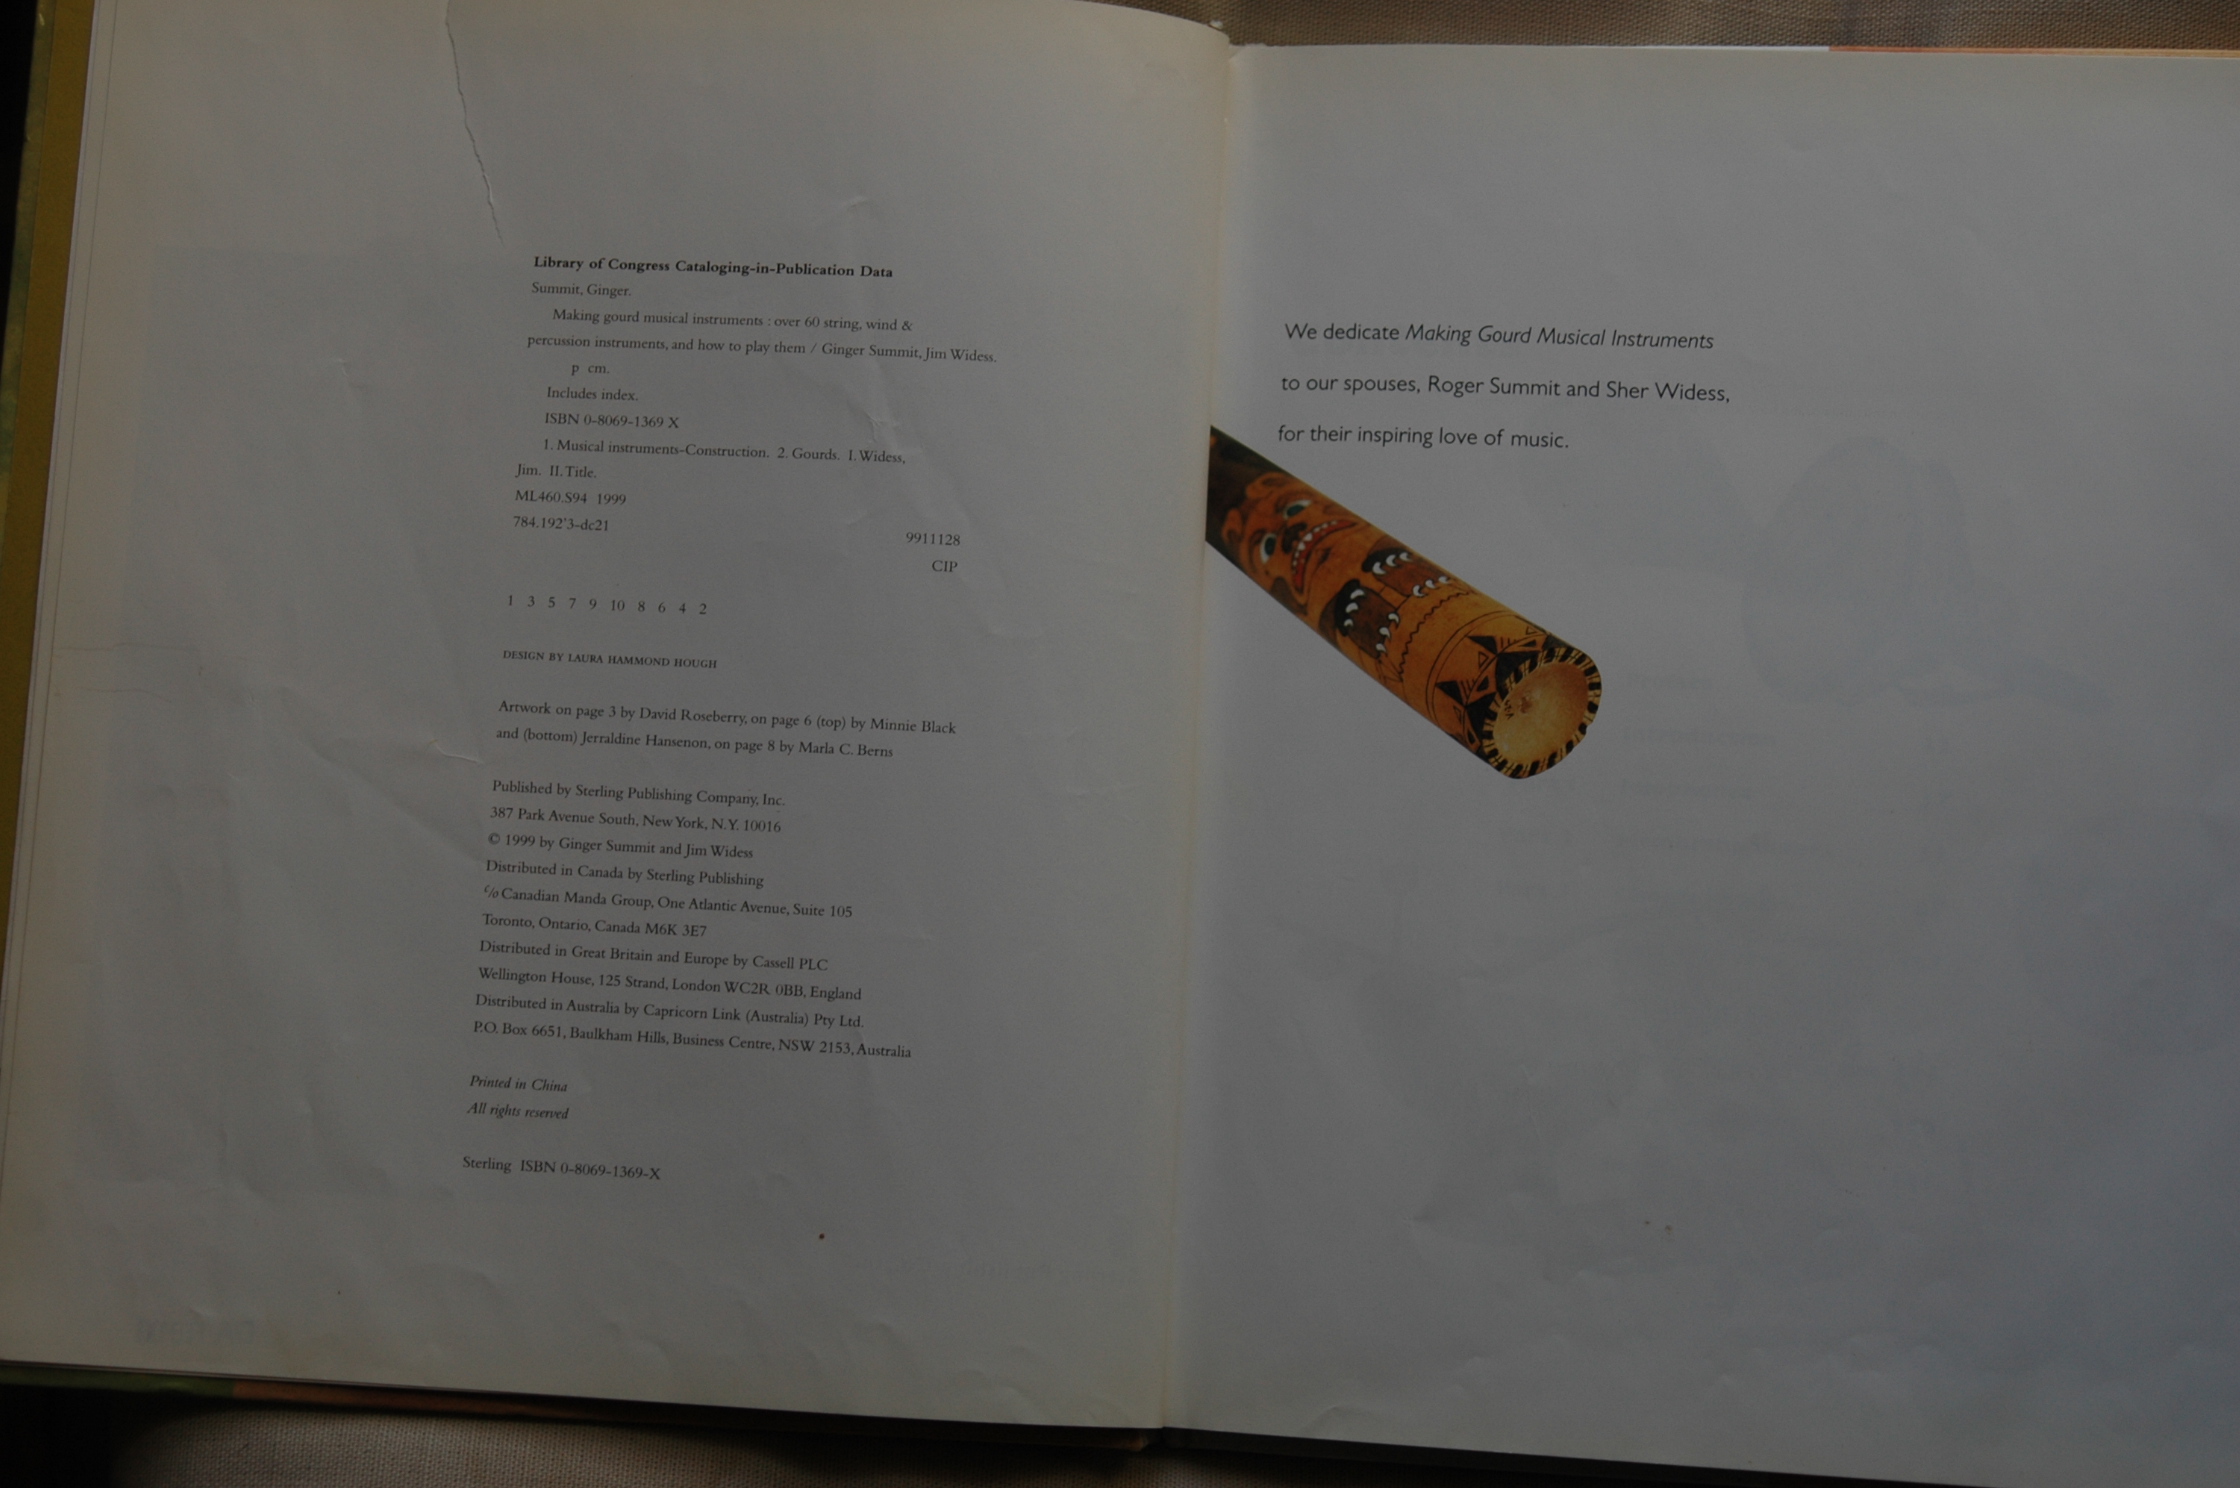 Library of Congress Cataloging-in-Publication Data
Summit, Ginger.
Making gourd musical instruments : over 60 string, wind &
percussion instruments, and how to play them / Ginger Summit, Jim Widess.
p cm.
Includes index.
ISBN 0-8069-1369 X
1. Musical instruments-Construction. 2. Gourds. I. Widess,
Jim. II. Title.
ML460.S94 1999
784.192'3-dc21
9911128
CIP
1 3 5 7 9 10 8 6 4 2
DESIGN BY LAURA HAMMOND HOUGH
Artwork on page 3 by David Roseberry, on page 6 (top) by Minnie Black
and (bottom) Jerraldine Hansenon, on page 8 by Marla C. Berns
Published by Sterling Publishing Company, Inc.
387 Park Avenue South, New York, N.Y. 10016
© 1999 by Ginger Summit and Jim Widess
Distributed in Canada by Sterling Publishing
c/o Canadian Manda Group, One Atlantic Avenue, Suite 105
Toronto, Ontario, Canada M6K 3E7
Distributed in Great Britain and Europe by Cassell PLC
Wellington House, 125 Strand, London WC2R 0BB, England
Distributed in Australia by Capricorn Link (Australia) Pty Ltd.
P.O. Box 6651, Baulkham Hills, Business Centre, NSW 2153, Australia
Printed in China
All rights reserved
Sterling ISBN 0-8069-1369-X
We dedicate Making Gourd Musical Instruments
to our spouses, Roger Summit and Sher Widess,
for their inspiring love of music.